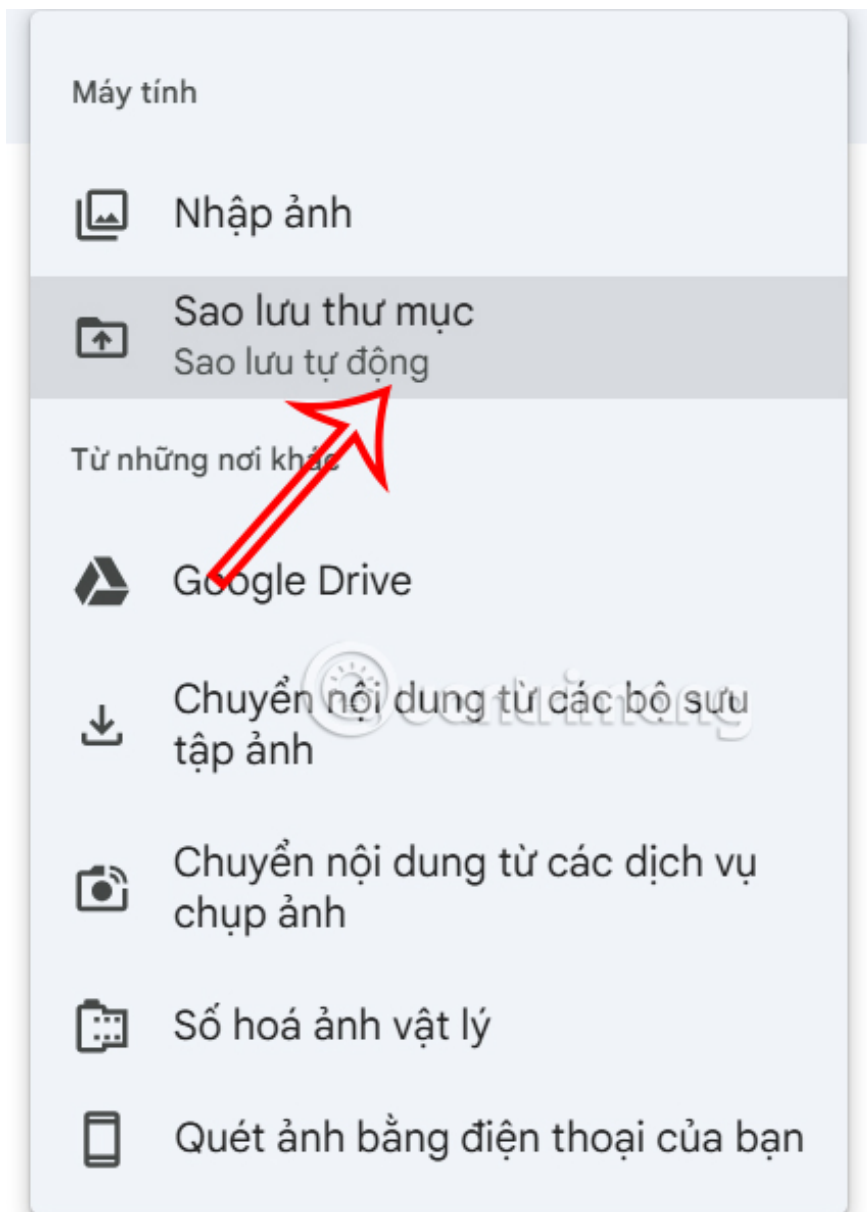 Máy tính
Nhập ảnh
Sao lưu thư mục
Sao lưu tự động
Từ những nơi khác
Google Drive
Chuyển nội dung từ các bộ sưu
tập ảnh
quantrimang
Chuyển nội dung từ các dịch vụ
chụp ảnh
Số hoá ảnh vật lý
Quét ảnh bằng điện thoại của bạn